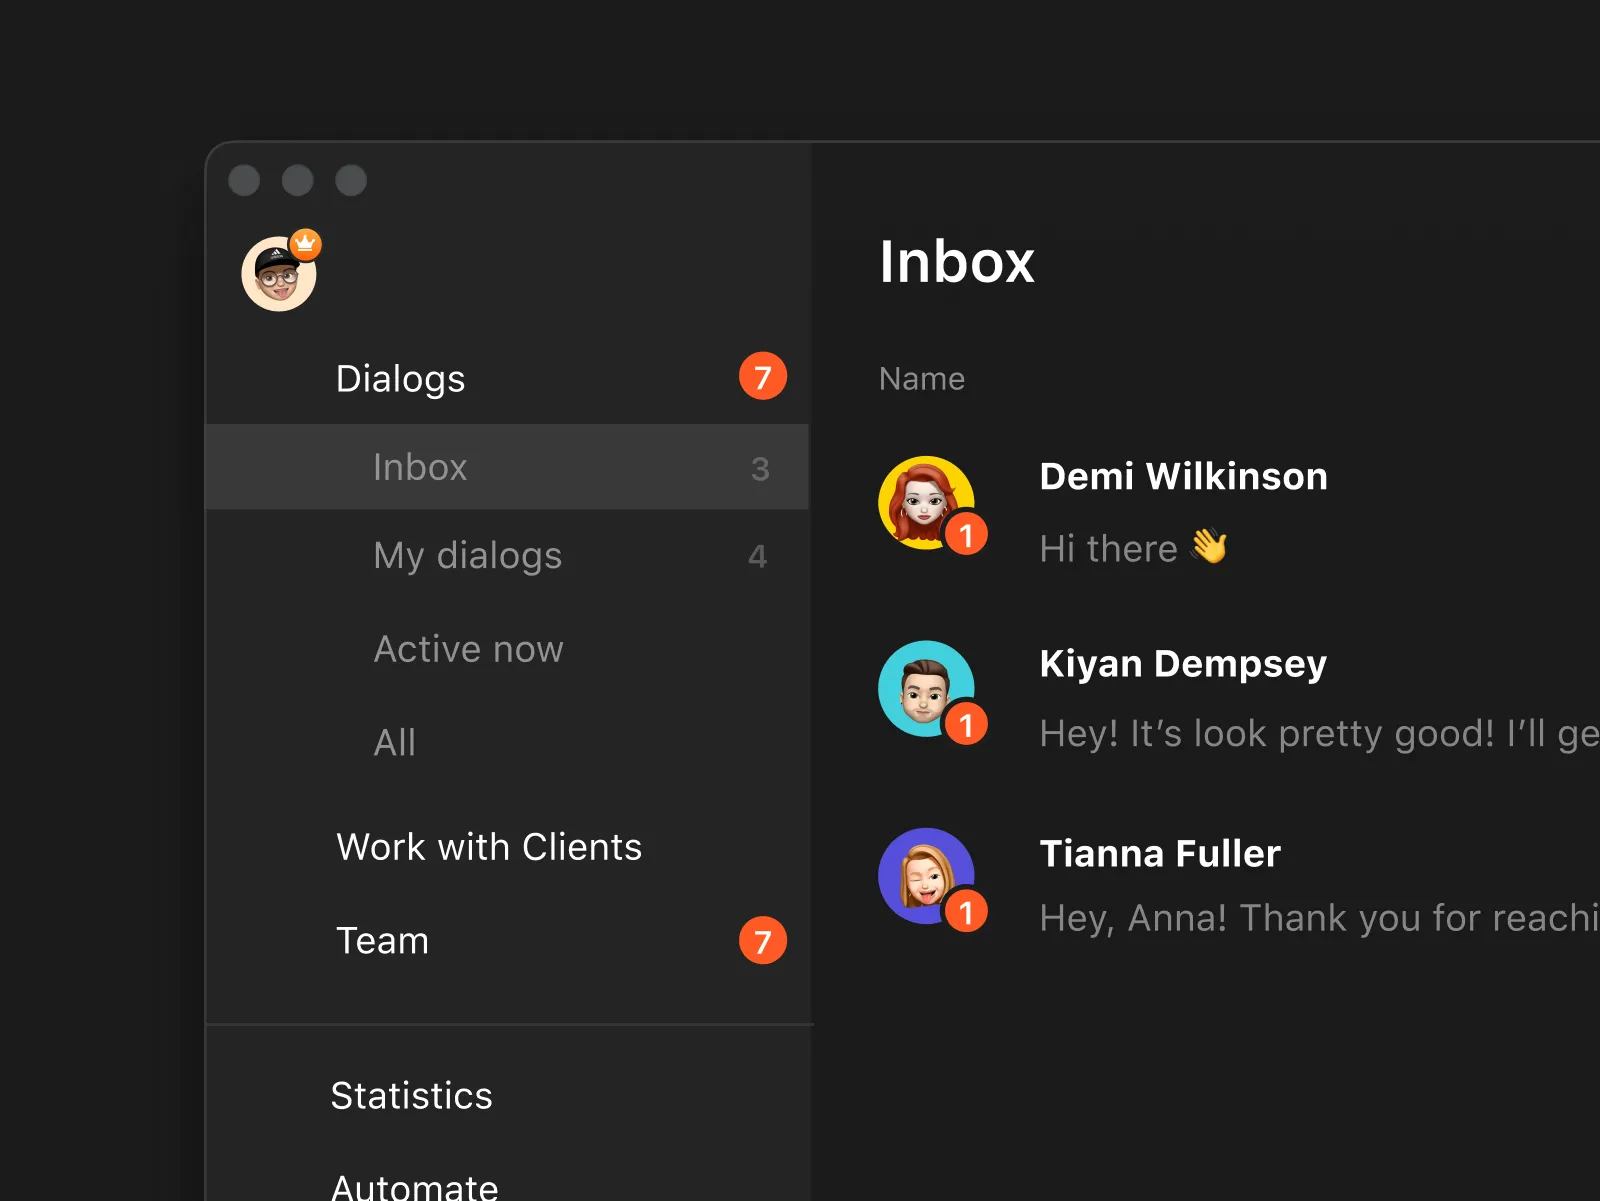 Dialogs 7
Inbox 3
My dialogs 4
Active now
All
Work with Clients
Team 7
Statistics
Automate
Inbox
Name
Demi Wilkinson
1
Hi there 👋
Kiyan Dempsey
1
Hey! It’s look pretty good! I’ll ge
Tianna Fuller
1
Hey, Anna! Thank you for reachi